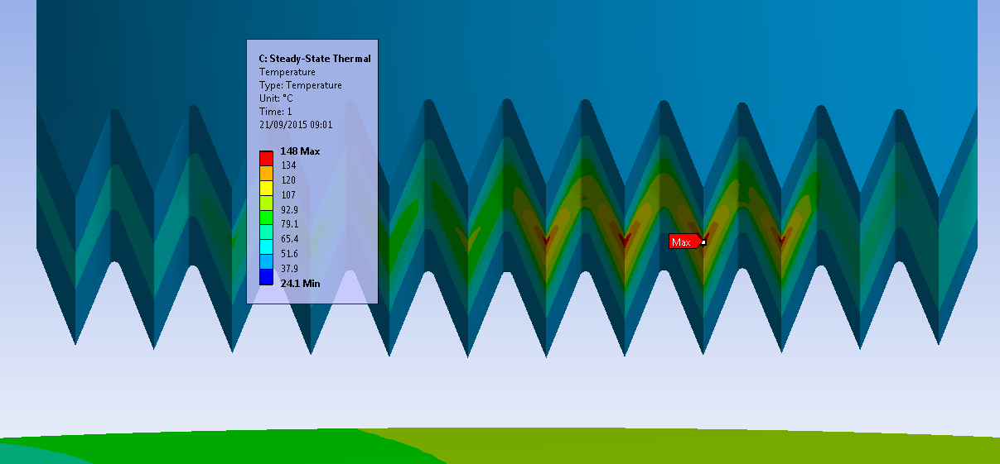 C: Steady-State Thermal
Temperature
Type: Temperature
Unit: °C
Time: 1
21/09/2015 09:01
148 Max
134
120
107
92.9
79.1
65.4
51.6
37.9
24.1 Min
Max